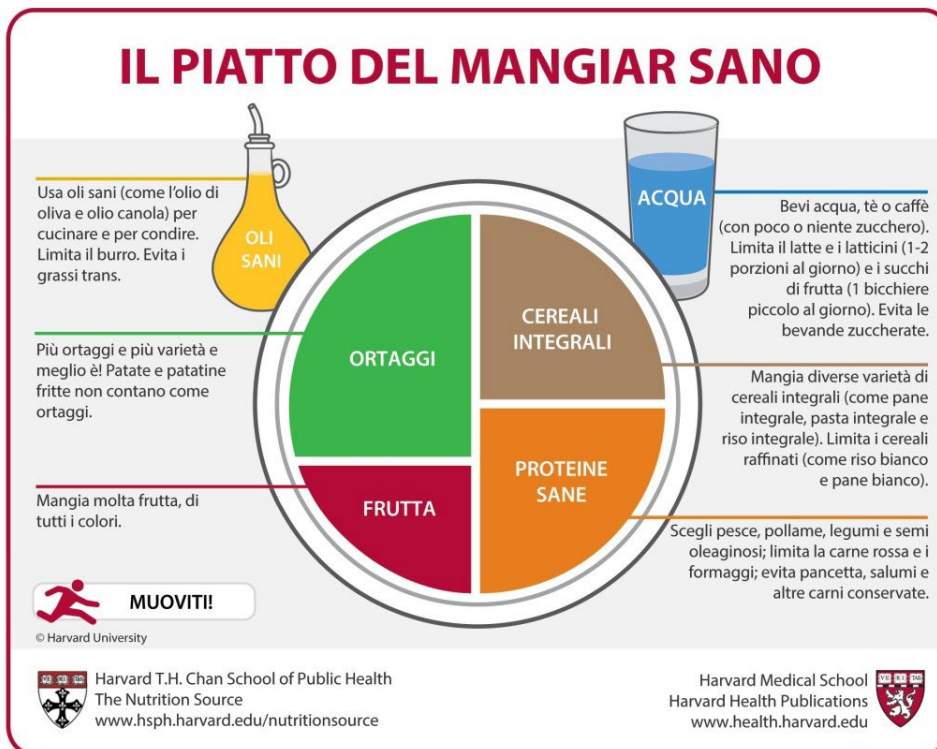 IL PIATTO DEL MANGIAR SANO
Usa oli sani (come l'olio di
oliva e olio canola) per
cucinare e per condire.
Limita il burro. Evita i
grassi trans.
OLI
SANI
ACQUA
Bevi acqua, tè o caffè
(con poco o niente zucchero).
Limita il latte e i latticini (1-2
porzioni al giorno) e i succhi
di frutta (1 bicchiere
piccolo al giorno). Evita le
bevande zuccherate.
Più ortaggi e più varietà e
meglio è! Patate e patatine
fritte non contano come
ortaggi.
ORTAGGI
CEREALI
INTEGRALI
Mangia diverse varietà di
cereali integrali (come pane
integrale, pasta integrale e
riso integrale). Limita i cereali
raffinati (come riso bianco
e pane bianco).
Mangia molta frutta, di
tutti i colori.
FRUTTA
PROTEINE
SANE
Scegli pesce, pollame, legumi e semi
oleaginosi; limita la carne rossa e i
formaggi; evita pancetta, salumi e
altre carni conservate.
MUOVITI!
© Harvard University
Harvard T.H. Chan School of Public Health
The Nutrition Source
www.hsph.harvard.edu/nutritionsource
Harvard Medical School
Harvard Health Publications
www.health.harvard.edu
VE RI TAS